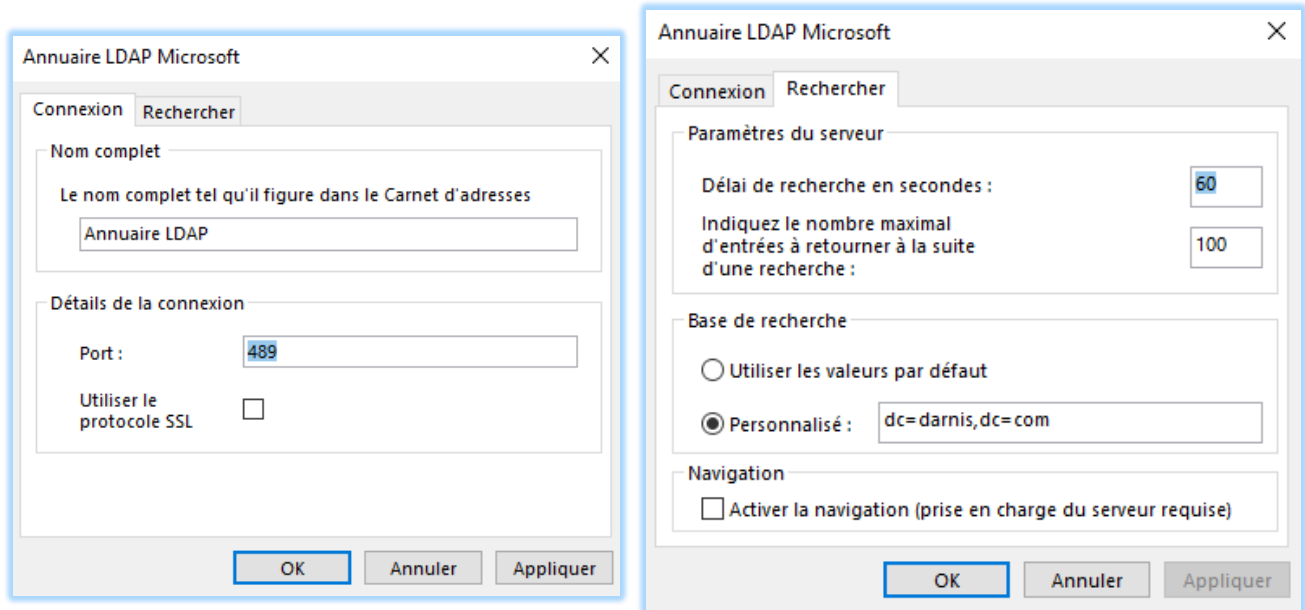 Annuaire LDAP Microsoft
Connexion
Rechercher
Nom complet
Le nom complet tel qu'il figure dans le Carnet d'adresses
Annuaire LDAP
Détails de la connexion
Port :
489
Utiliser le
protocole SSL
OK
Annuler
Appliquer
Annuaire LDAP Microsoft
Connexion
Rechercher
Paramètres du serveur
Délai de recherche en secondes :
60
Indiquez le nombre maximal
d'entrées à retourner à la suite
d'une recherche :
100
Base de recherche
Utiliser les valeurs par défaut
Personnalisé :
dc=darnis,dc=com
Navigation
Activer la navigation (prise en charge du serveur requise)
OK
Annuler
Appliquer